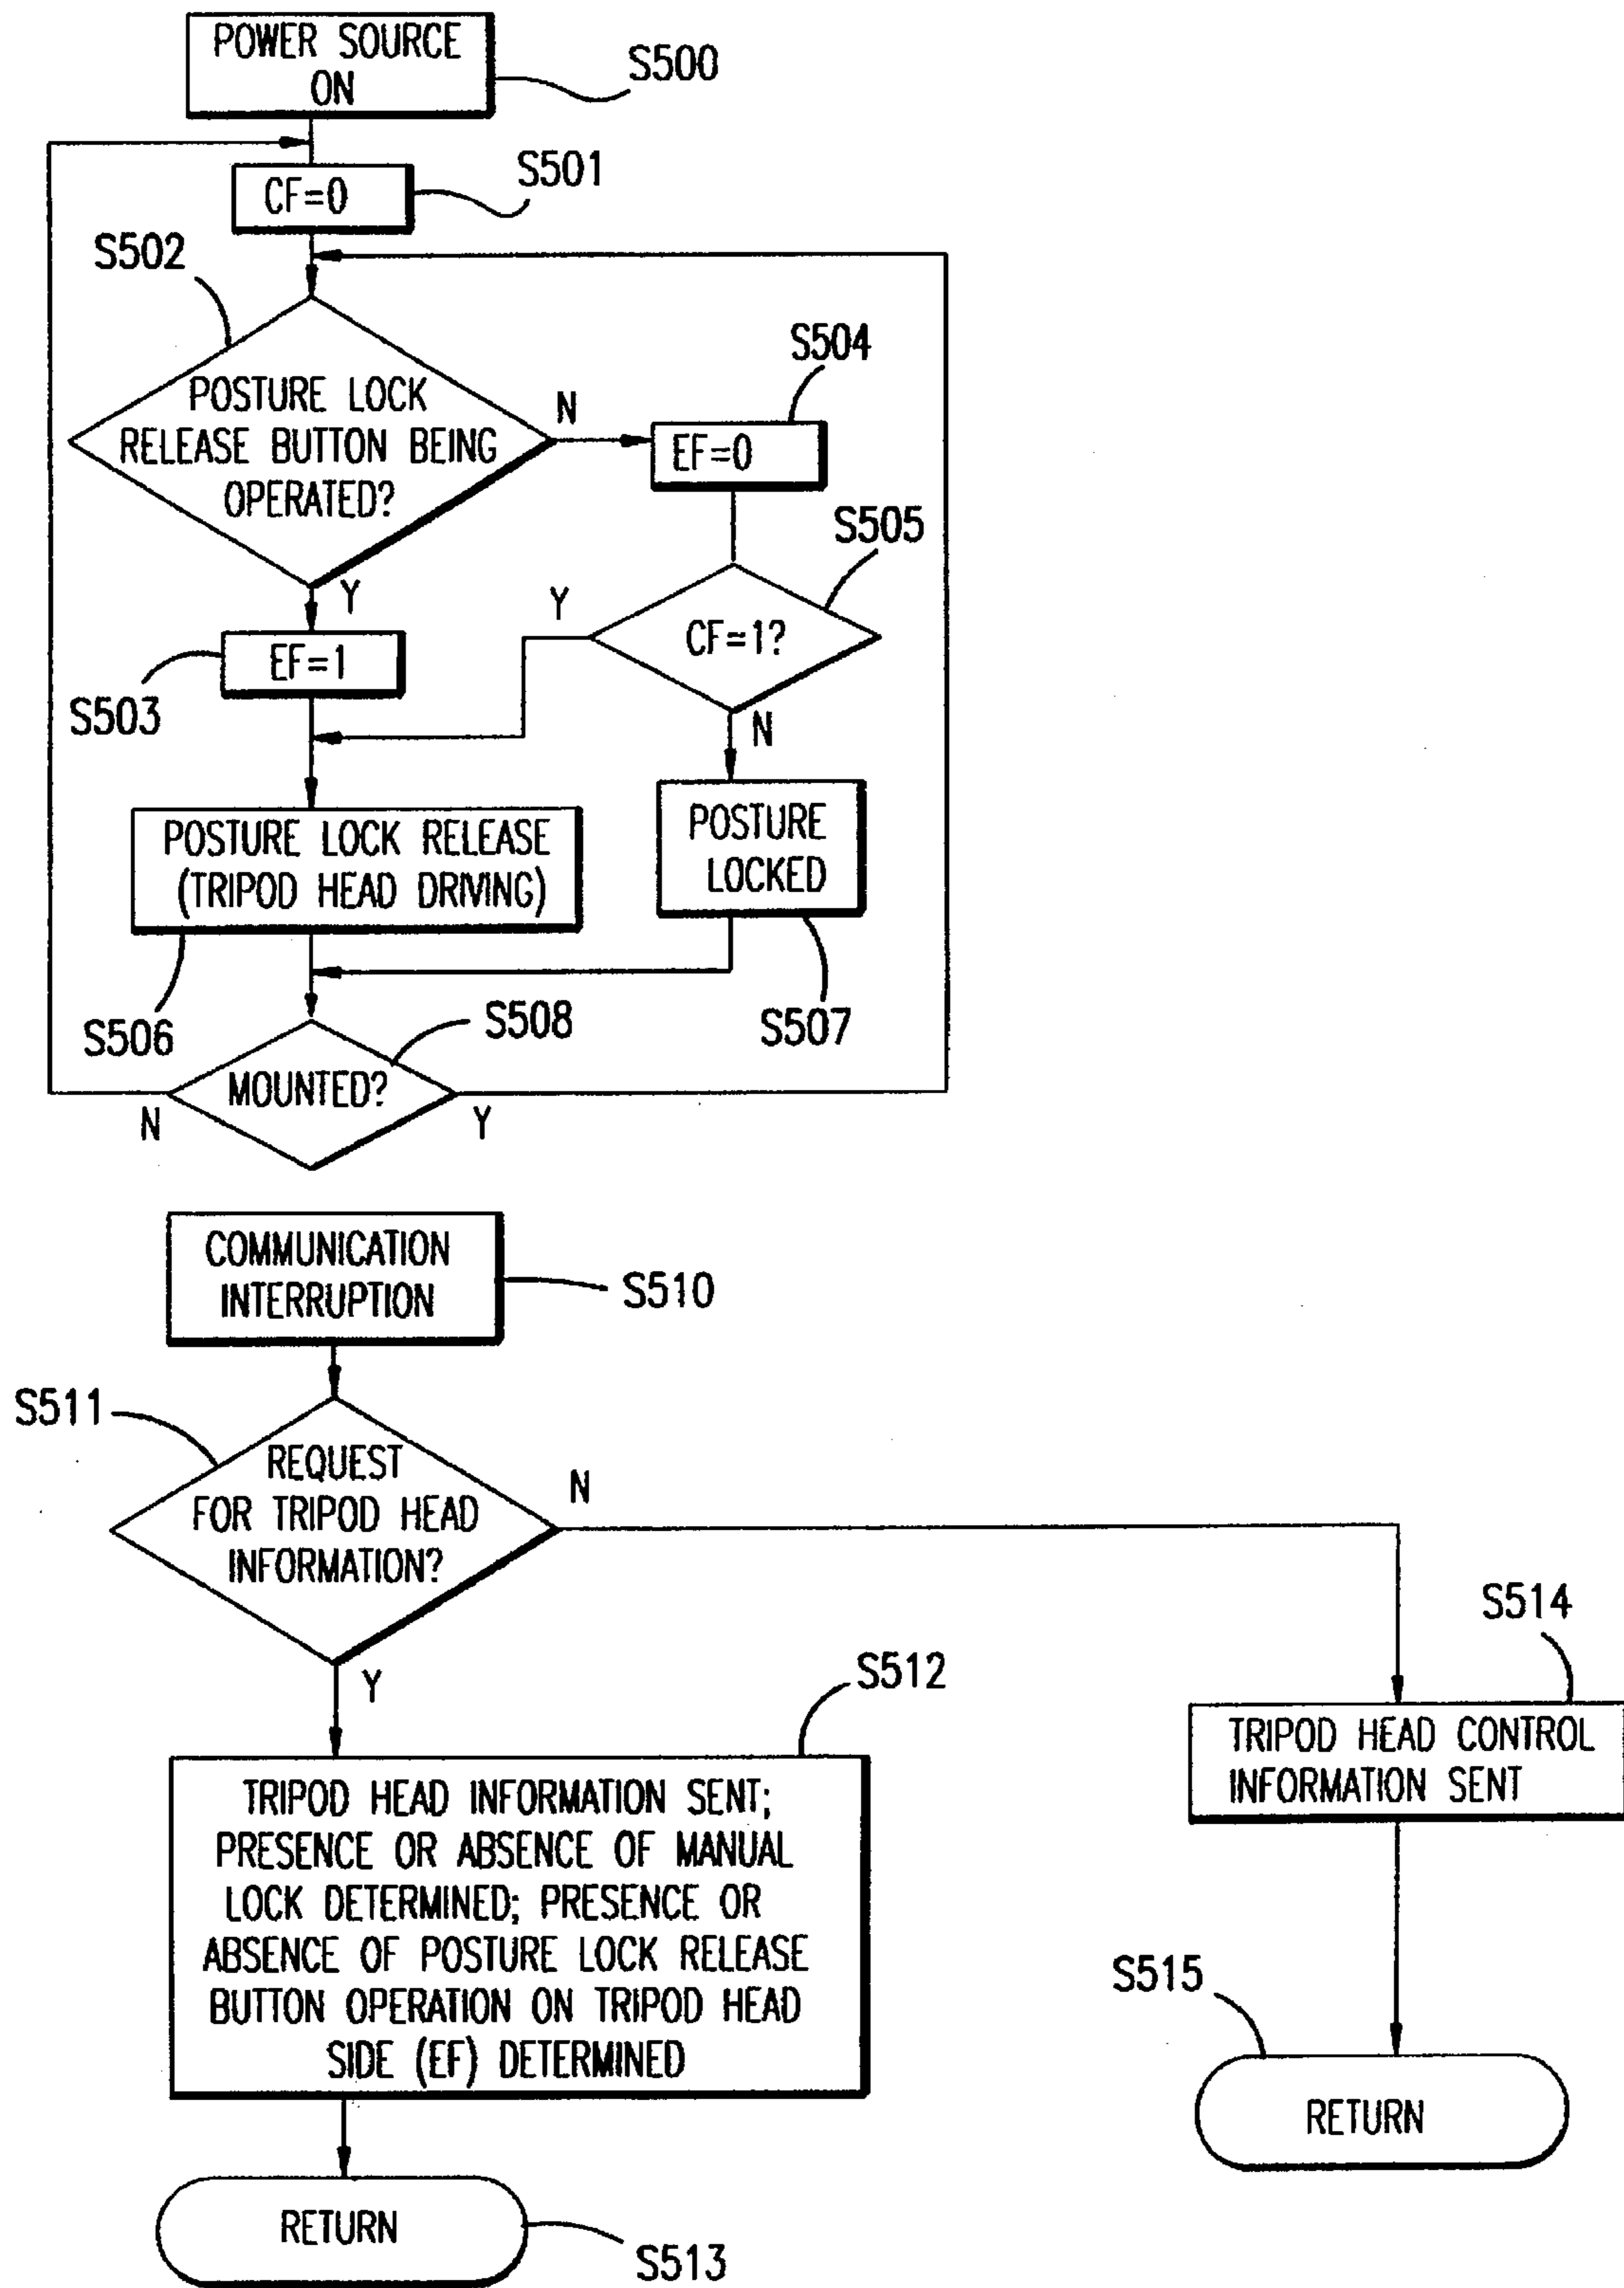 POWER SOURCE
ON
S500
CF=0
S501
S502
POSTURE LOCK
RELEASE BUTTON BEING
OPERATED?
N
Y
S504
EF=0
S505
CF=1?
Y
N
EF=1
S503
POSTURE LOCK RELEASE
(TRIPOD HEAD DRIVING)
S506
POSTURE
LOCKED
S507
S508
MOUNTED?
N
Y
COMMUNICATION
INTERRUPTION
S510
S511
REQUEST
FOR TRIPOD HEAD
INFORMATION?
N
Y
S512
TRIPOD HEAD INFORMATION SENT;
PRESENCE OR ABSENCE OF MANUAL
LOCK DETERMINED; PRESENCE OR
ABSENCE OF POSTURE LOCK RELEASE
BUTTON OPERATION ON TRIPOD HEAD
SIDE (EF) DETERMINED
RETURN
S513
S514
TRIPOD HEAD CONTROL
INFORMATION SENT
S515
RETURN